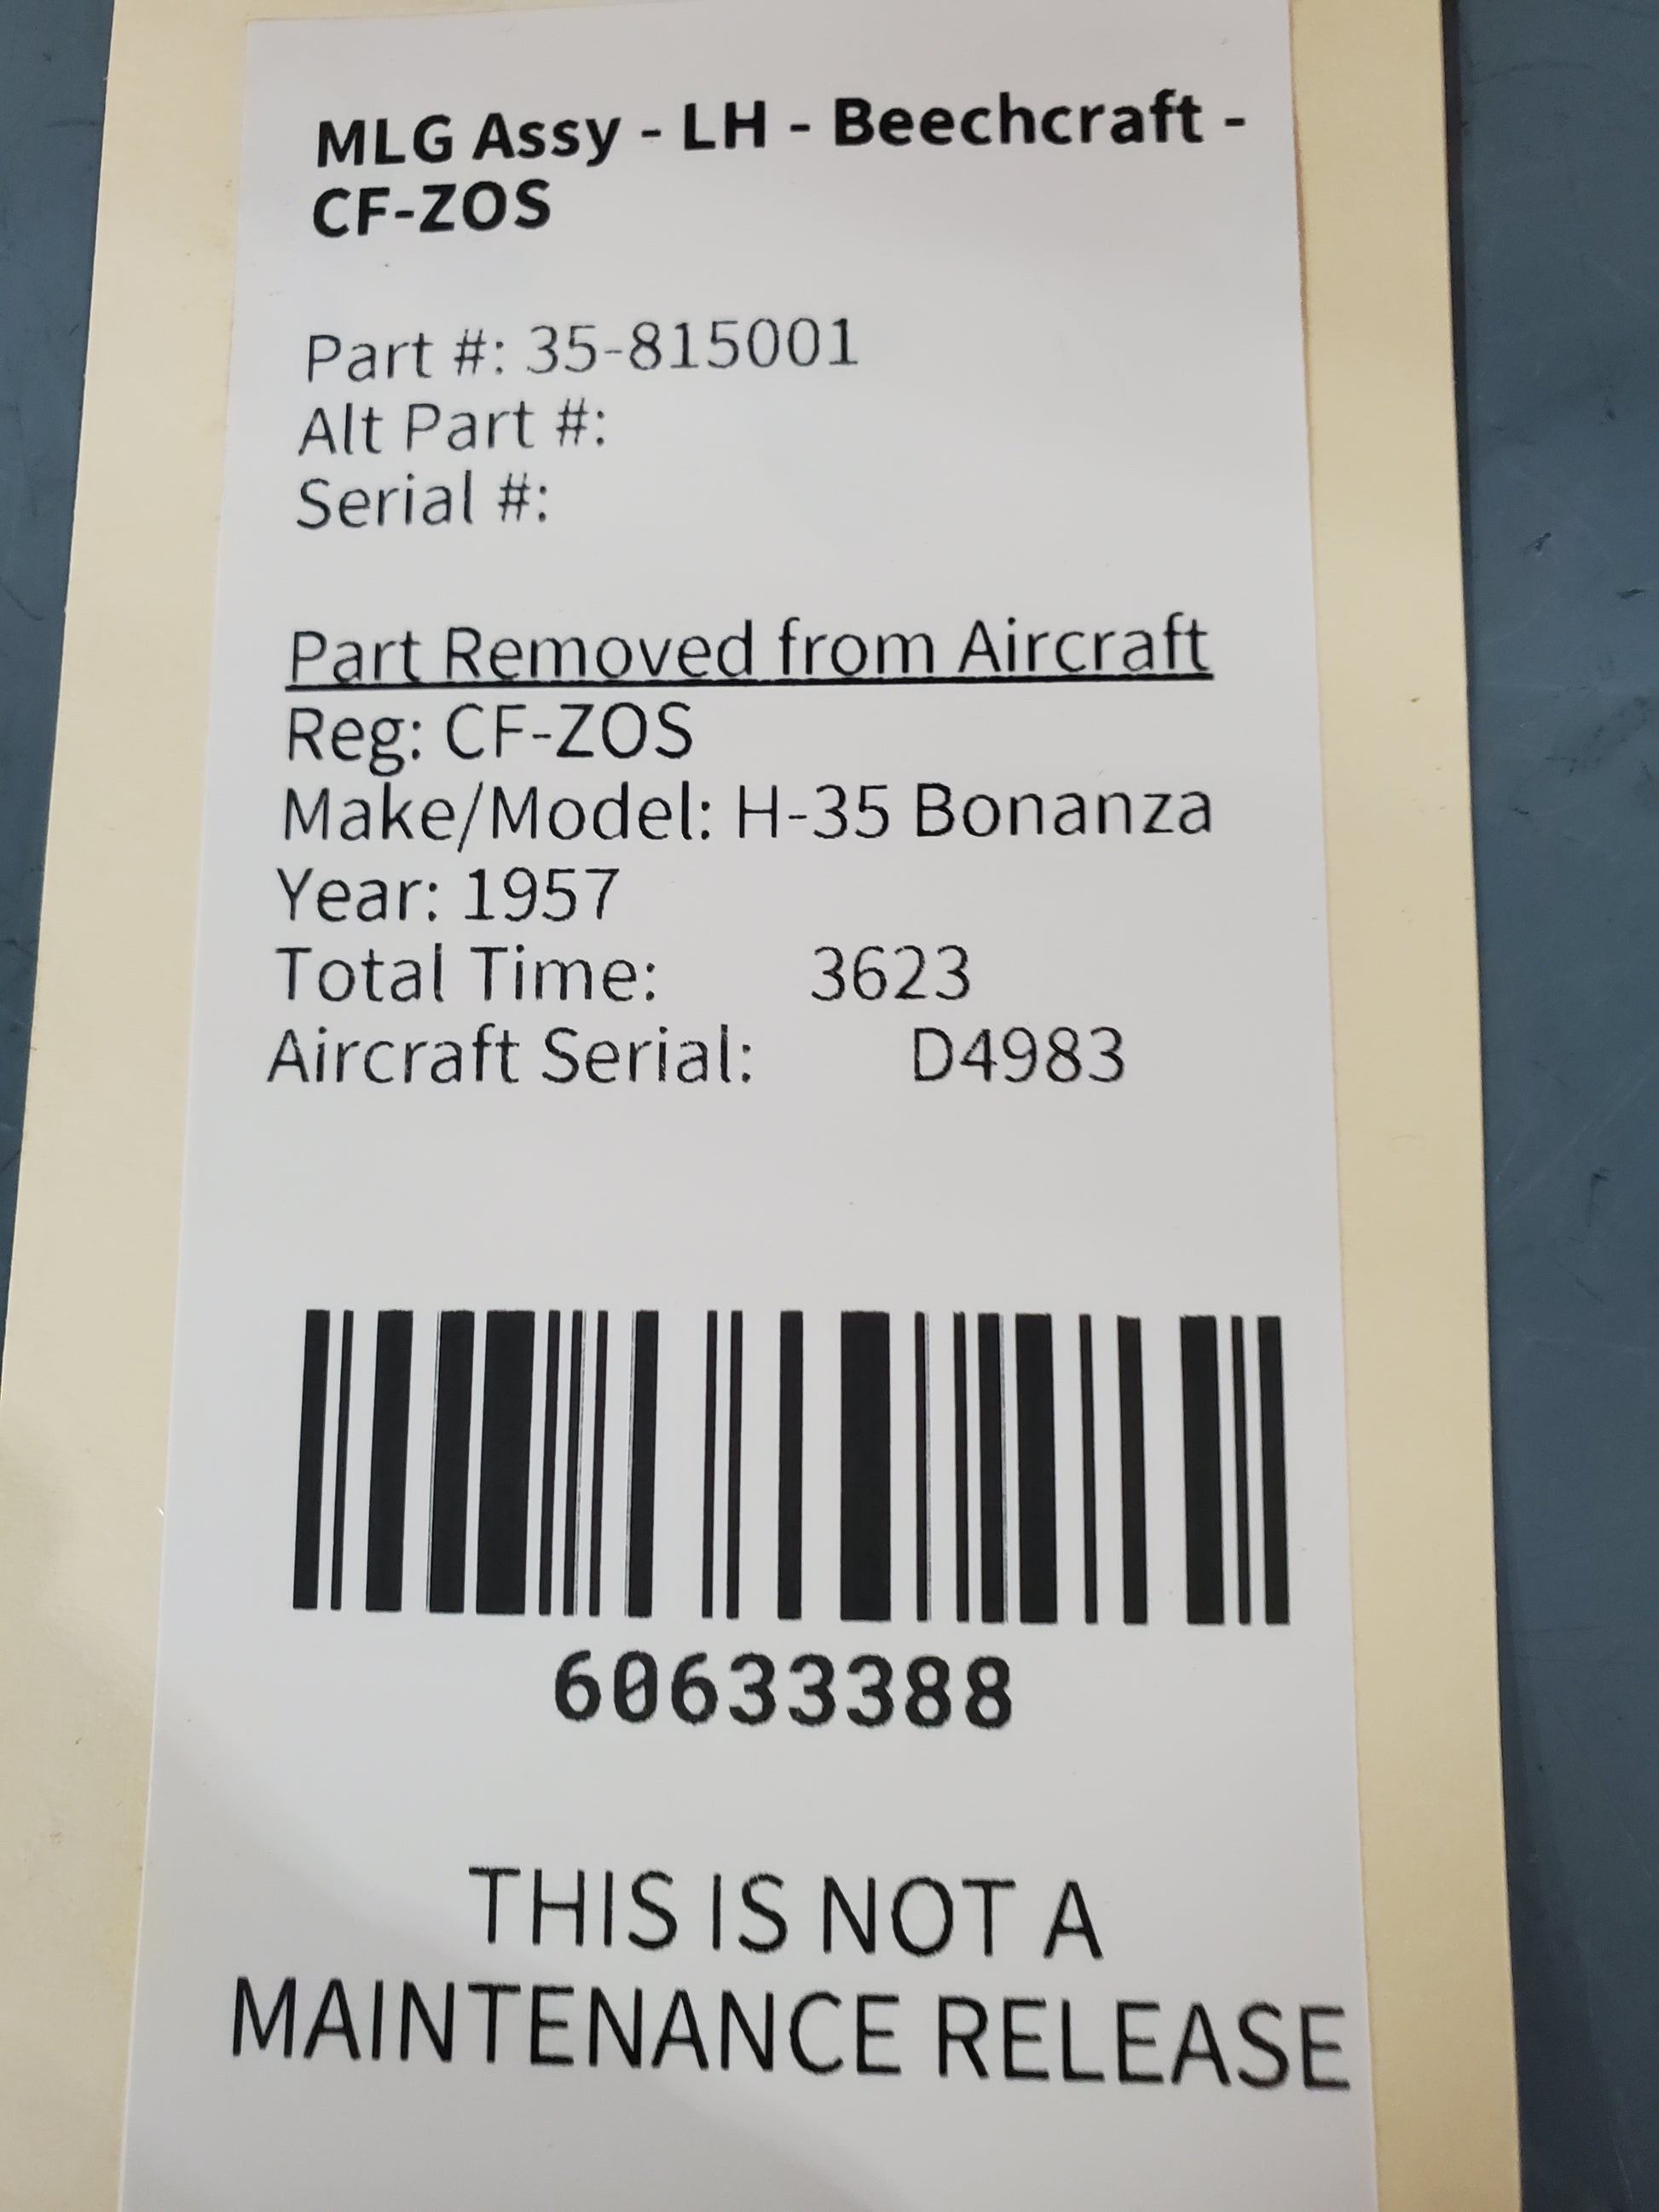 MLG Assy - LH - Beechcraft -
CF-ZOS
Part #: 35-815001
Alt Part #:
Serial #:
Part Removed from Aircraft
Reg: CF-ZOS
Make/Model: H-35 Bonanza
Year: 1957
Total Time: 3623
Aircraft Serial: D4983
60633388
THIS IS NOT A
MAINTENANCE RELEASE